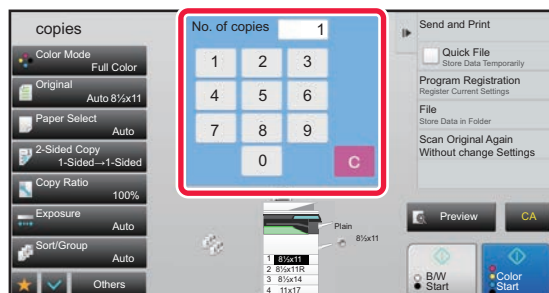 copies
Color Mode
Full Color
Original
Auto 8½x11
Paper Select
Auto
2-Sided Copy
1-Sided→1-Sided
Copy Ratio
100%
Exposure
Auto
Sort/Group
Auto
Others
No. of copies 1
1 2 3
4 5 6
7 8 9
0 C
Plain
8½x11
1 8½x11
2 8½x11R
3 8½x14
4 11x17
Send and Print
Quick File
Store Data Temporarily
Program Registration
Register Current Settings
File
Store Data in Folder
Scan Original Again
Without change Settings
Preview
CA
B/W
Start
Color
Start